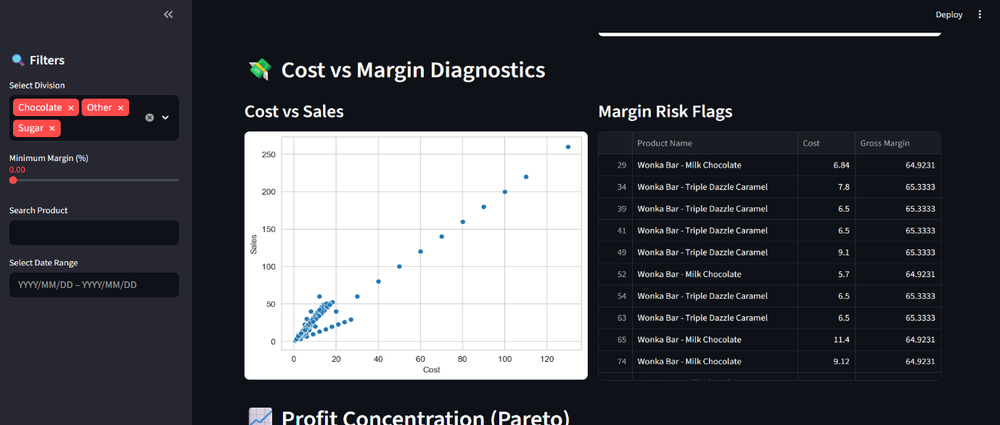 Deploy
Filters
Select Division
Chocolate × Other ×
Sugar ×
Minimum Margin (%)
0.00
Search Product
Select Date Range
YYYY/MM/DD – YYYY/MM/DD
Cost vs Margin Diagnostics
Cost vs Sales
250
200
150
100
50
0
Sales
0 20 40 60 80 100 120
Cost
Margin Risk Flags
Product Name Cost Gross Margin
29 Wonka Bar - Milk Chocolate 6.84 64.9231
34 Wonka Bar - Triple Dazzle Caramel 7.8 65.3333
39 Wonka Bar - Triple Dazzle Caramel 6.5 65.3333
41 Wonka Bar - Triple Dazzle Caramel 6.5 65.3333
49 Wonka Bar - Triple Dazzle Caramel 9.1 65.3333
52 Wonka Bar - Milk Chocolate 5.7 64.9231
54 Wonka Bar - Triple Dazzle Caramel 6.5 65.3333
63 Wonka Bar - Triple Dazzle Caramel 6.5 65.3333
65 Wonka Bar - Milk Chocolate 11.4 64.9231
74 Wonka Bar - Milk Chocolate 9.12 64.9231
Profit Concentration (Pareto)